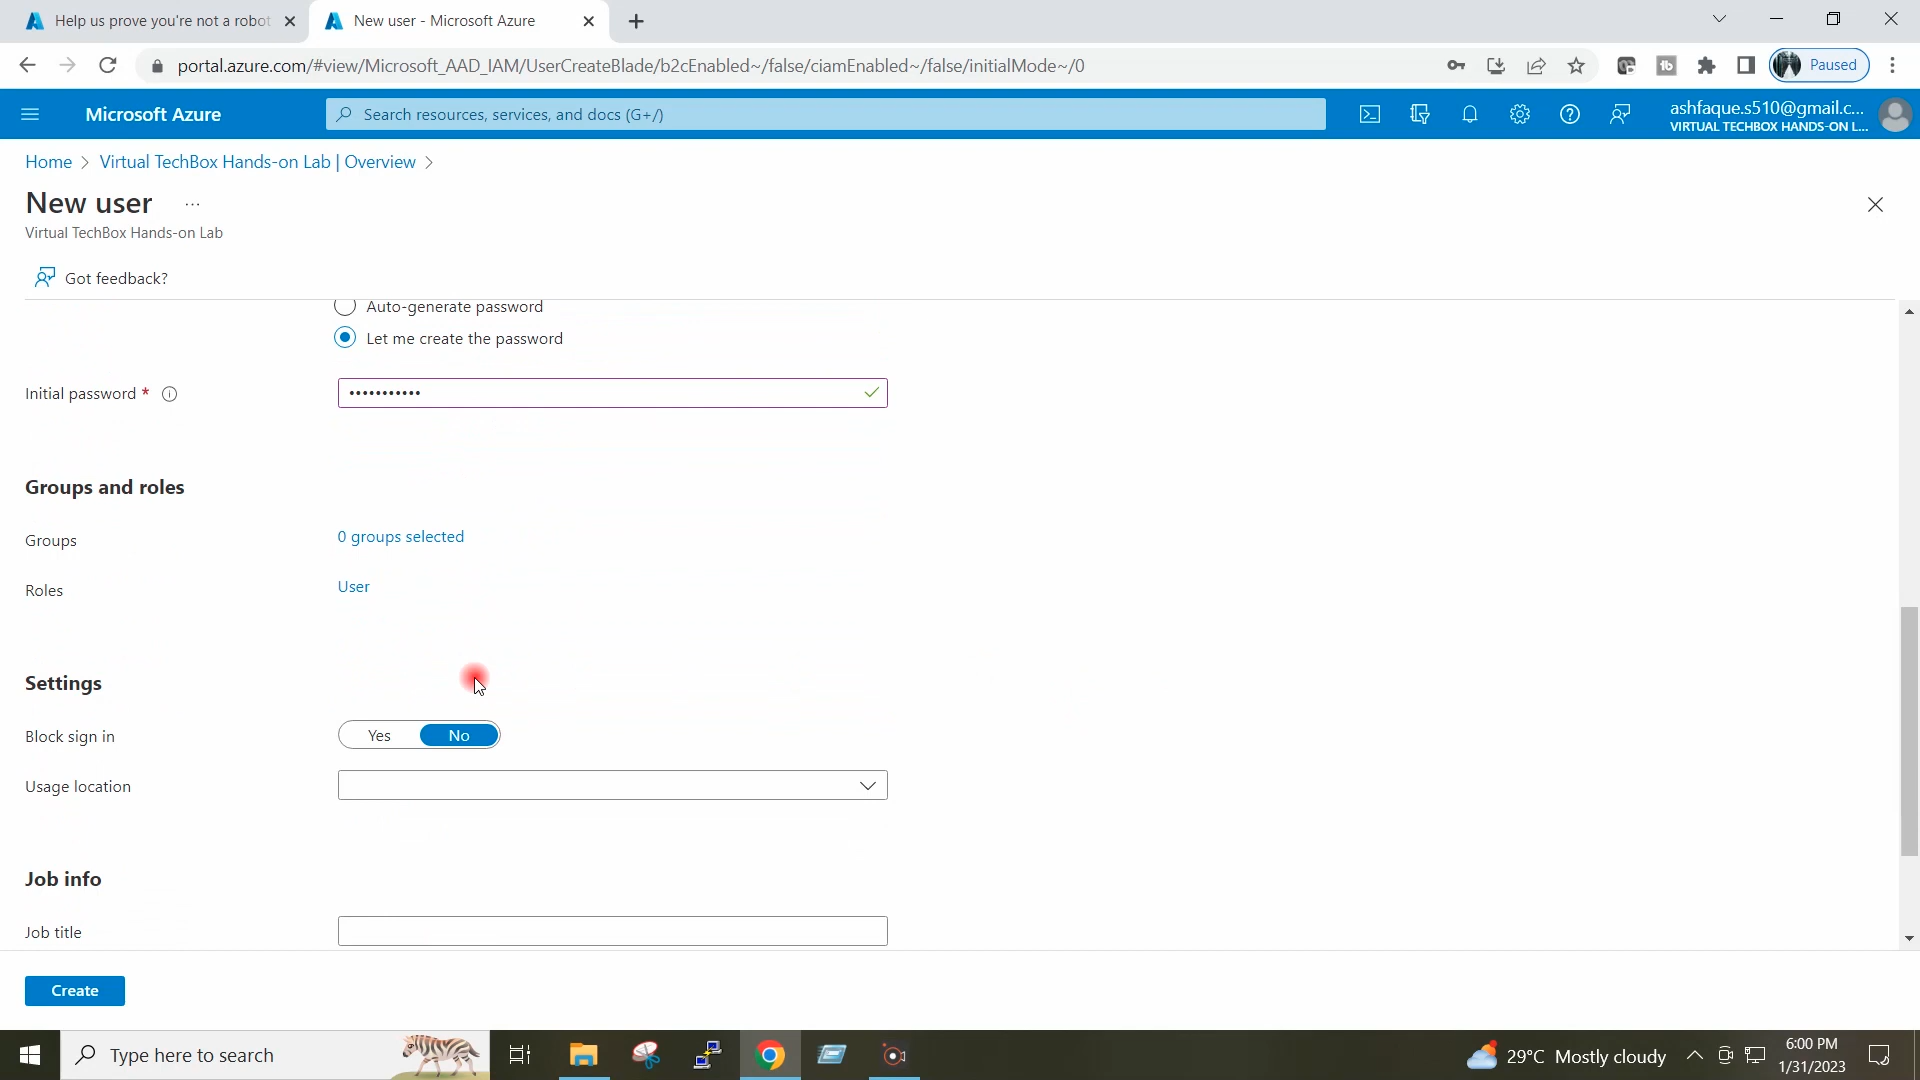 Help us prove you're not a robot
New user - Microsoft Azure
portal.azure.com/#view/Microsoft_AAD_IAM/UserCreateBlade/b2cEnabled~/false/ciamEnabled~/false/initialMode~/0
Paused
Microsoft Azure
Search resources, services, and docs (G+/)
ashfaque.s510@gmail.c...
VIRTUAL TECHBOX HANDS-ON L...
Home > Virtual TechBox Hands-on Lab | Overview >
New user ...
Virtual TechBox Hands-on Lab
Got feedback?
Auto-generate password
Let me create the password
Initial password *
•••••••••••
Groups and roles
Groups
0 groups selected
Roles
User
Settings
Block sign in
Yes No
Usage location
Job info
Job title
Create
Type here to search
29°C Mostly cloudy
6:00 PM
1/31/2023